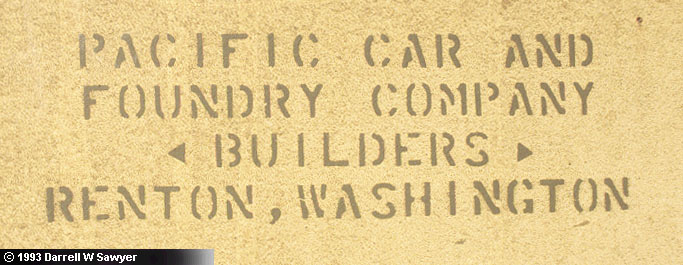 PACIFIC CAR AND
FOUNDRY COMPANY
◂ BUILDERS ▸
RENTON, WASHINGTON
© 1993 Darrell W Sawyer